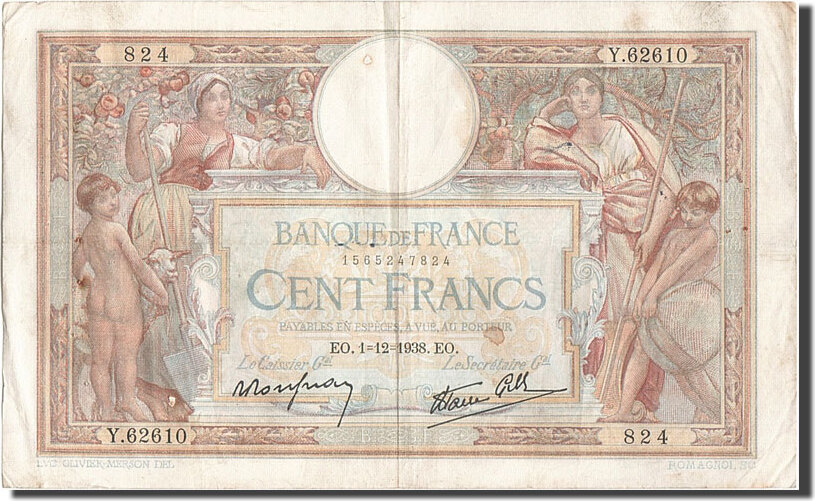 824 Y.62610
BANQUE DE FRANCE
1565247824
CENT FRANCS
PAYABLES EN ESPÈCES, A VUE, AU PORTEUR
EO. 1=12=1938. EO.
Le Caissier Gal Le Secrétaire Gal
Y.62610 824
LUC-OLIVIER-MERSON DEL ROMAGNOL SC